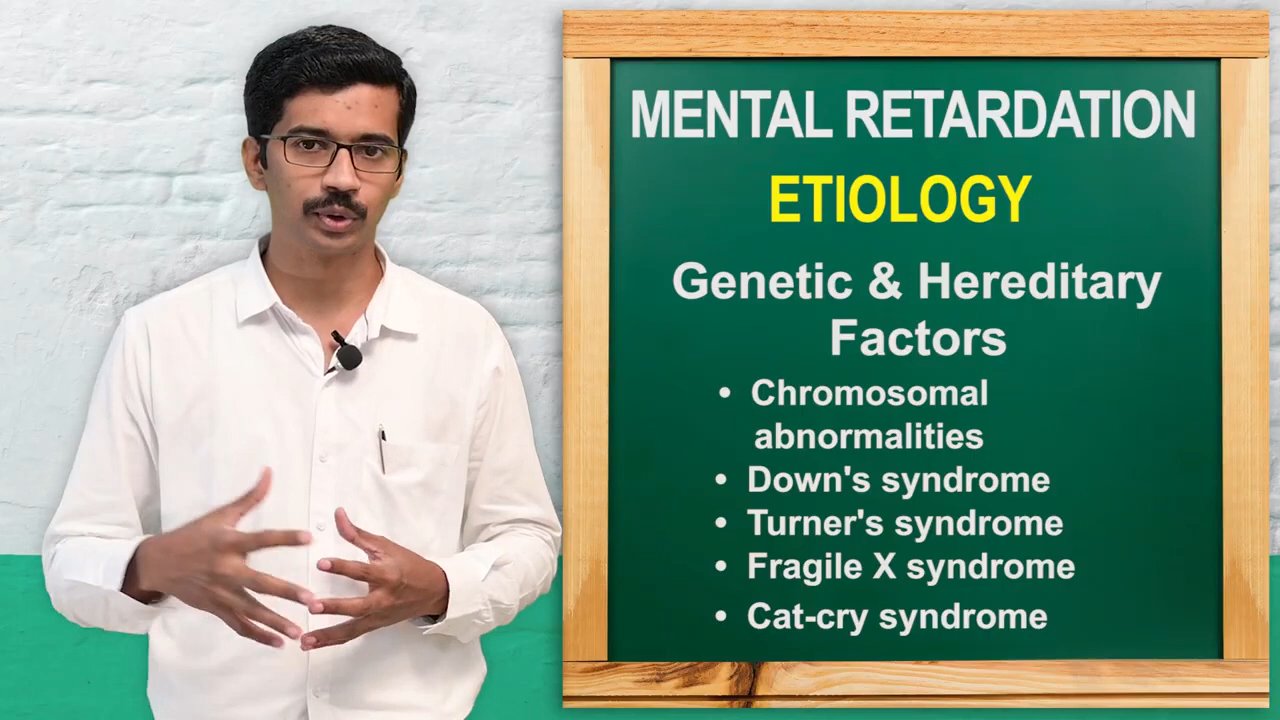 MENTAL RETARDATION
ETIOLOGY
Genetic & Hereditary
Factors
• Chromosomal
abnormalities
• Down's syndrome
• Turner's syndrome
• Fragile X syndrome
• Cat-cry syndrome